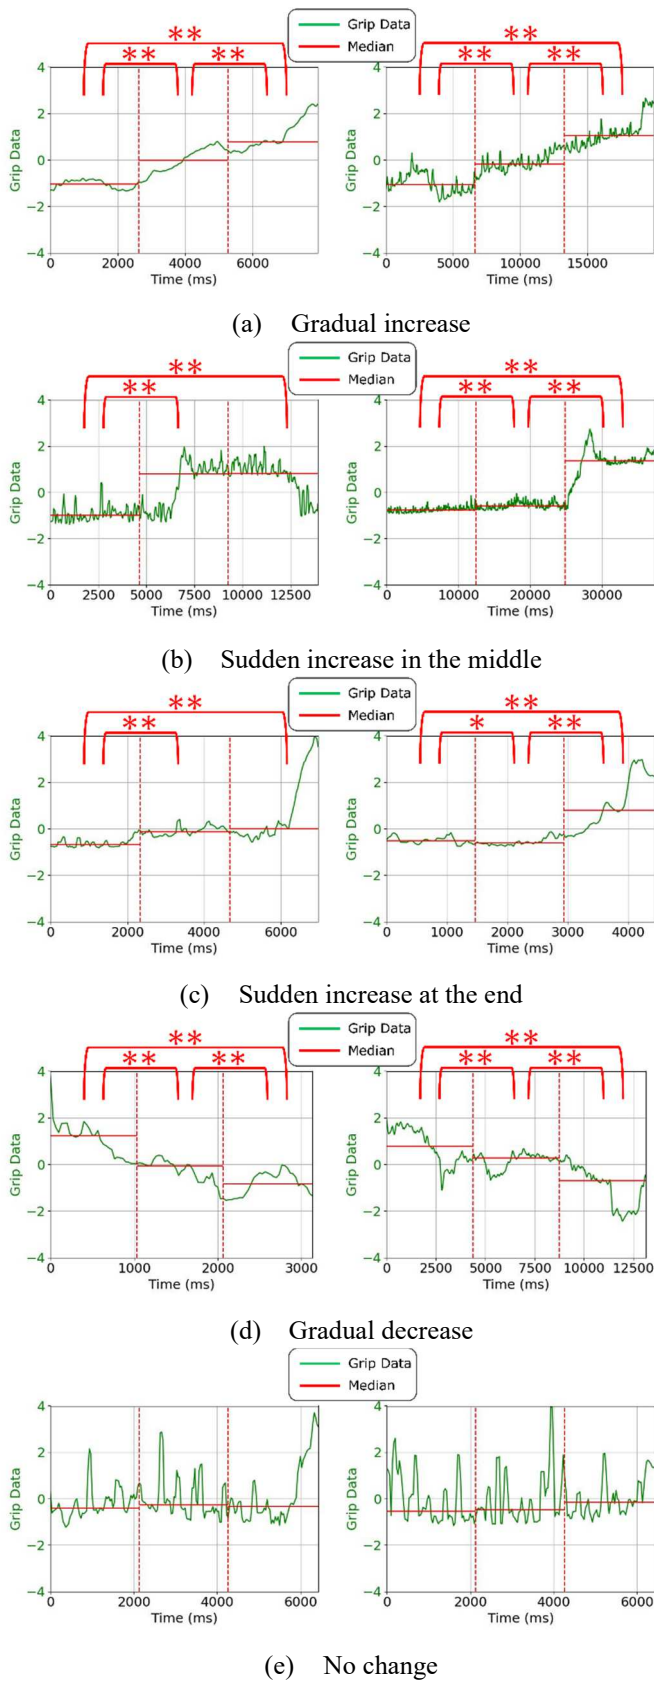 Grip Data
Median
**
**
** **
** **
4
2
0
−2
−4
Grip Data
0 2000 4000 6000
Time (ms)
4
2
0
−2
−4
Grip Data
0 5000 10000 15000
Time (ms)
(a) Gradual increase
Grip Data
Median
**
**
**
** **
4
2
0
−2
−4
Grip Data
0 2500 5000 7500 10000 12500
Time (ms)
4
2
0
−2
−4
Grip Data
0 10000 20000 30000
Time (ms)
(b) Sudden increase in the middle
Grip Data
Median
**
**
**
* **
4
2
0
−2
−4
Grip Data
0 2000 4000 6000
Time (ms)
4
2
0
−2
−4
Grip Data
0 1000 2000 3000 4000
Time (ms)
(c) Sudden increase at the end
Grip Data
Median
**
**
** **
** **
4
2
0
−2
−4
Grip Data
0 1000 2000 3000
Time (ms)
4
2
0
−2
−4
Grip Data
0 2500 5000 7500 10000 12500
Time (ms)
(d) Gradual decrease
Grip Data
Median
4
2
0
−2
−4
Grip Data
0 2000 4000 6000
Time (ms)
4
2
0
−2
−4
Grip Data
0 2000 4000 6000
Time (ms)
(e) No change